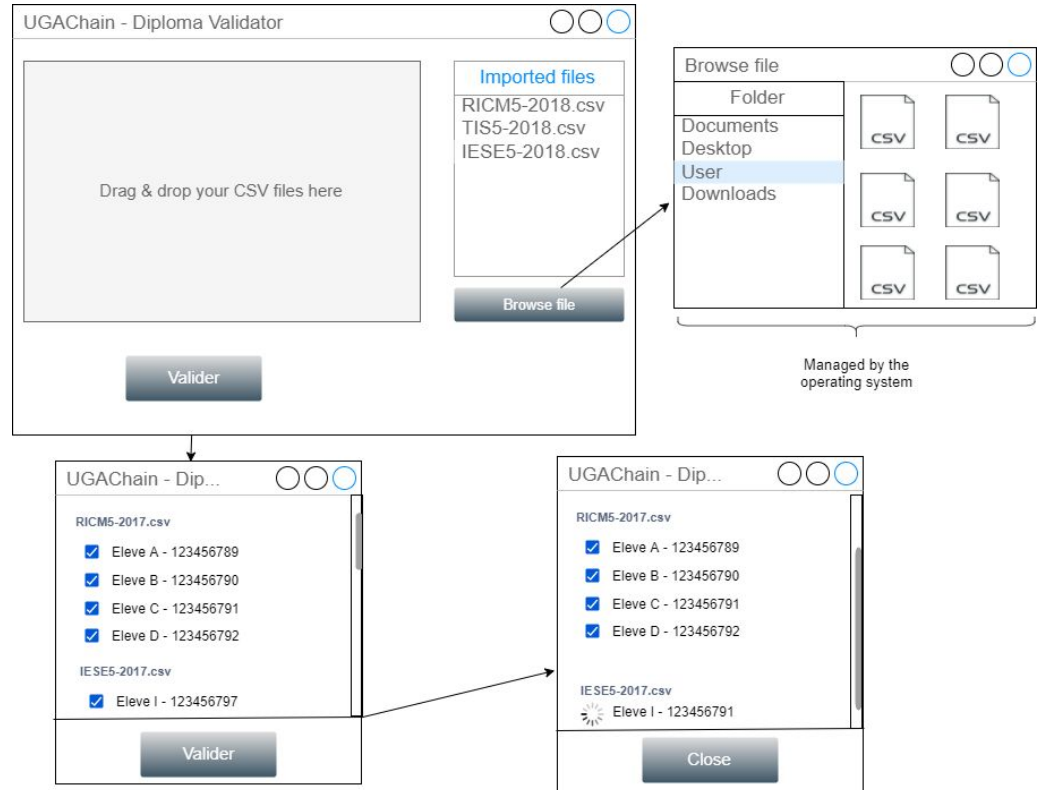 UGAChain - Diploma Validator
Drag & drop your CSV files here
Imported files
RICM5-2018.csv
TIS5-2018.csv
IESE5-2018.csv
Browse file
Valider
Browse file
Folder
Documents
Desktop
User
Downloads
CSV
CSV
CSV
CSV
CSV
CSV
Managed by the
operating system
UGAChain - Dip...
RICM5-2017.csv
Eleve A - 123456789
Eleve B - 123456790
Eleve C - 123456791
Eleve D - 123456792
IESE5-2017.csv
Eleve I - 123456797
Valider
UGAChain - Dip...
RICM5-2017.csv
Eleve A - 123456789
Eleve B - 123456790
Eleve C - 123456791
Eleve D - 123456792
IESE5-2017.csv
Eleve I - 123456791
Close